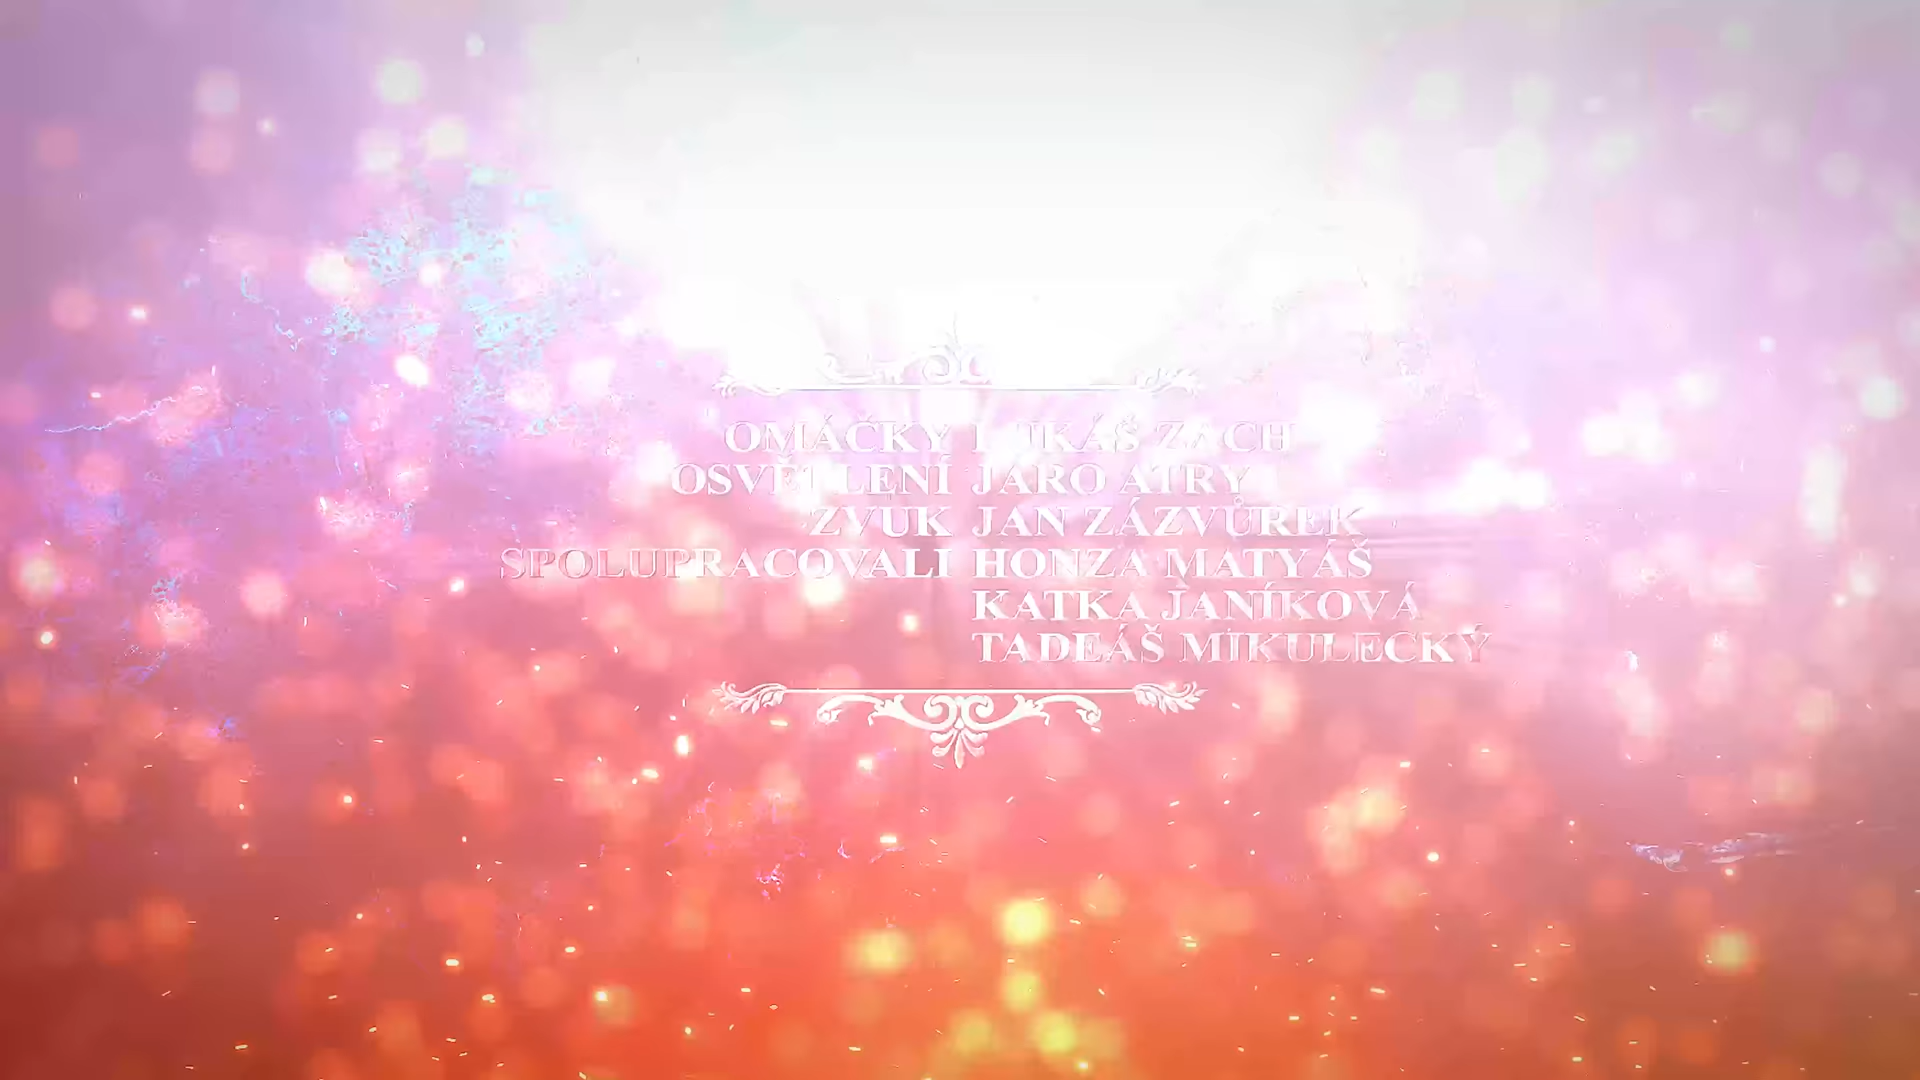 OMÁČKY LUKÁŠ ZACH
OSVĚTLENÍ JARO ATRY
ZVUK JAN ZÁZVŮREK
SPOLUPRACOVALI HONZA MATYÁŠ
KATKA JANÍKOVÁ
TADEÁŠ MIKULECKÝ